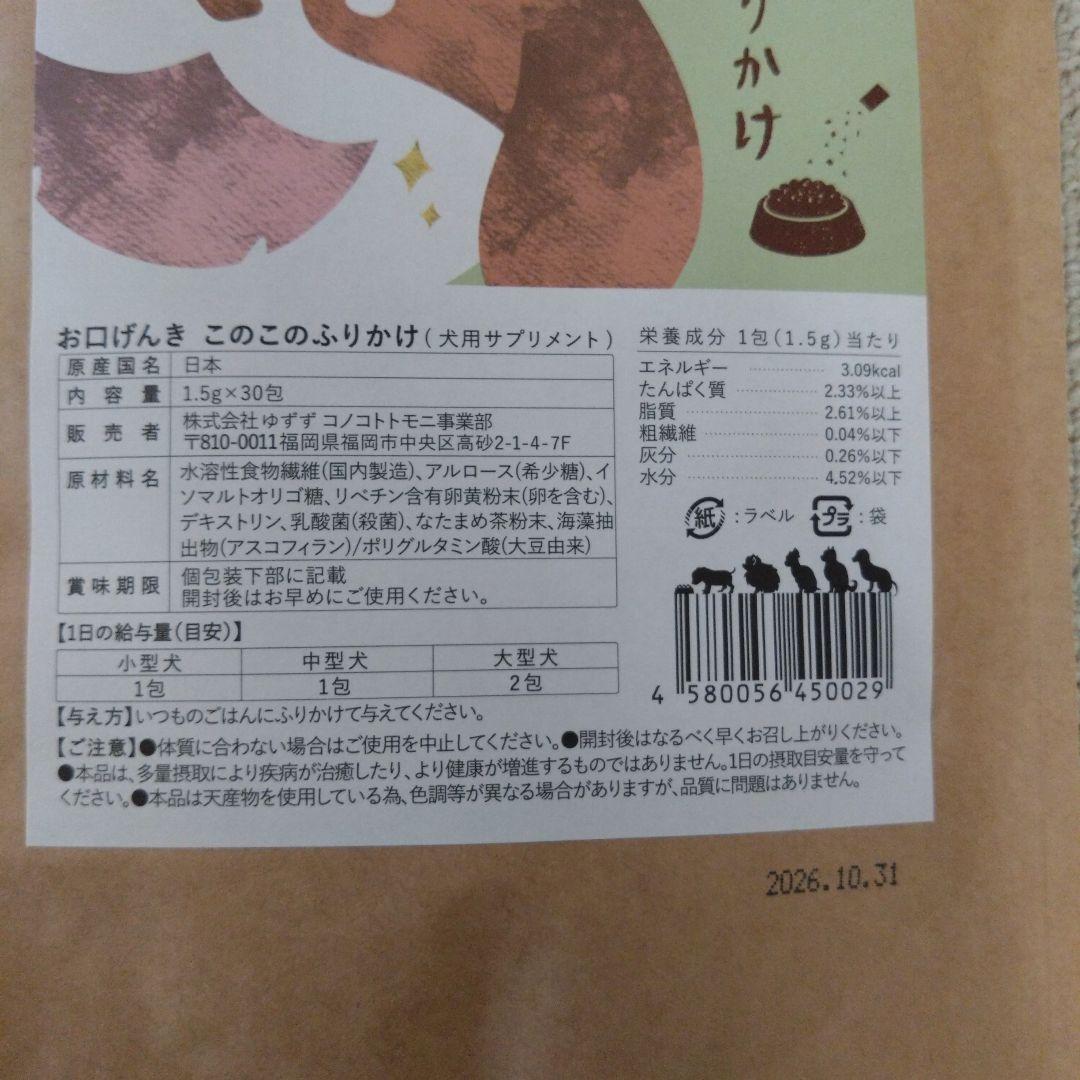 りかけ
お口げんき このこのふりかけ(犬用サプリメント)
原産国名 日本
内容量 1.5g×30包
販売者 株式会社ゆずず コノコトトモニ事業部
〒810-0011福岡県福岡市中央区高砂2-1-4-7F
原材料名 水溶性食物繊維(国内製造)、アルロース(希少糖)、イ
ソマルトオリゴ糖、リベチン含有卵黄粉末(卵を含む)、
デキストリン、乳酸菌(殺菌)、なたまめ茶粉末、海藻抽
出物(アスコフィラン)/ポリグルタミン酸(大豆由来)
賞味期限 個包装下部に記載
開封後はお早めにご使用ください。
【1日の給与量(目安)】
小型犬 中型犬 大型犬
1包 1包 2包
【与え方】いつものごはんにふりかけて与えてください。
【ご注意】●体質に合わない場合はご使用を中止してください。●開封後はなるべく早くお召し上がりください。
●本品は、多量摂取により疾病が治癒したり、より健康が増進するものではありません。1日の摂取目安量を守って
ください。●本品は天産物を使用している為、色調等が異なる場合がありますが、品質に問題はありません。
栄養成分 1包(1.5g)当たり
エネルギー ………… 3.09kcal
たんぱく質 ………… 2.33%以上
脂質 ………… 2.61%以上
粗繊維 ………… 0.04%以下
灰分 ………… 0.26%以下
水分 ………… 4.52%以下
紙 :ラベル プラ :袋
4 580056 450029
2026.10.31